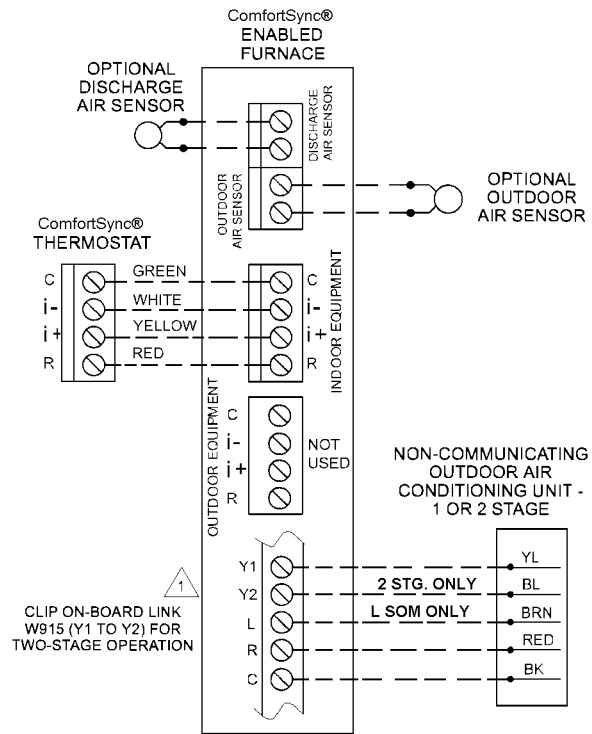 ComfortSync®
ENABLED
FURNACE
OPTIONAL
DISCHARGE
AIR SENSOR
DISCHARGE
AIR SENSOR
OUTDOOR
AIR SENSOR
OPTIONAL
OUTDOOR
AIR SENSOR
ComfortSync®
THERMOSTAT
C GREEN C
i- WHITE i-
i+ YELLOW i+
R RED R
INDOOR EQUIPMENT
OUTDOOR EQUIPMENT
C
i-
i+
R
NOT
USED
NON-COMMUNICATING
OUTDOOR AIR
CONDITIONING UNIT -
1 OR 2 STAGE
Y1 YL
Y2 2 STG. ONLY BL
L L SOM ONLY BRN
R RED
C BK
1
CLIP ON-BOARD LINK
W915 (Y1 TO Y2) FOR
TWO-STAGE OPERATION